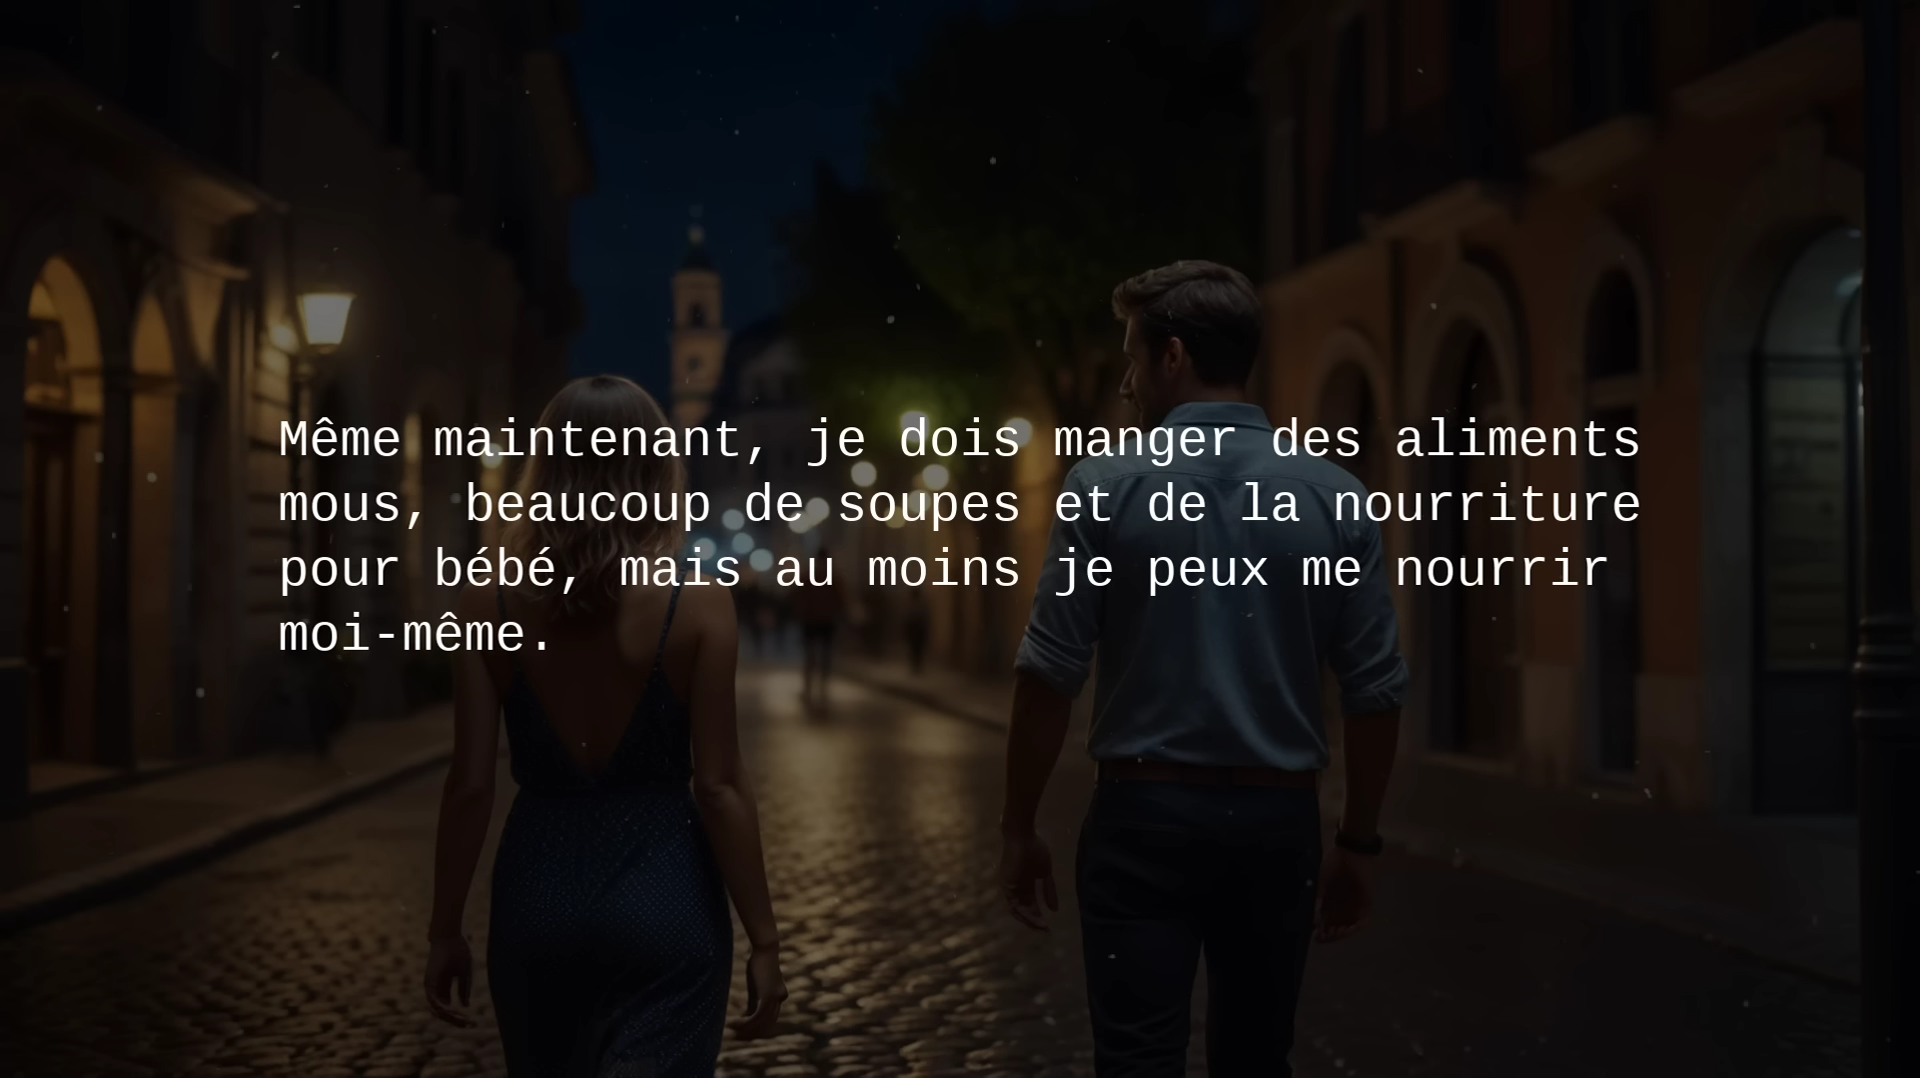 Même maintenant, je dois manger des aliments
mous, beaucoup de soupes et de la nourriture
pour bébé, mais au moins je peux me nourrir
moi-même.